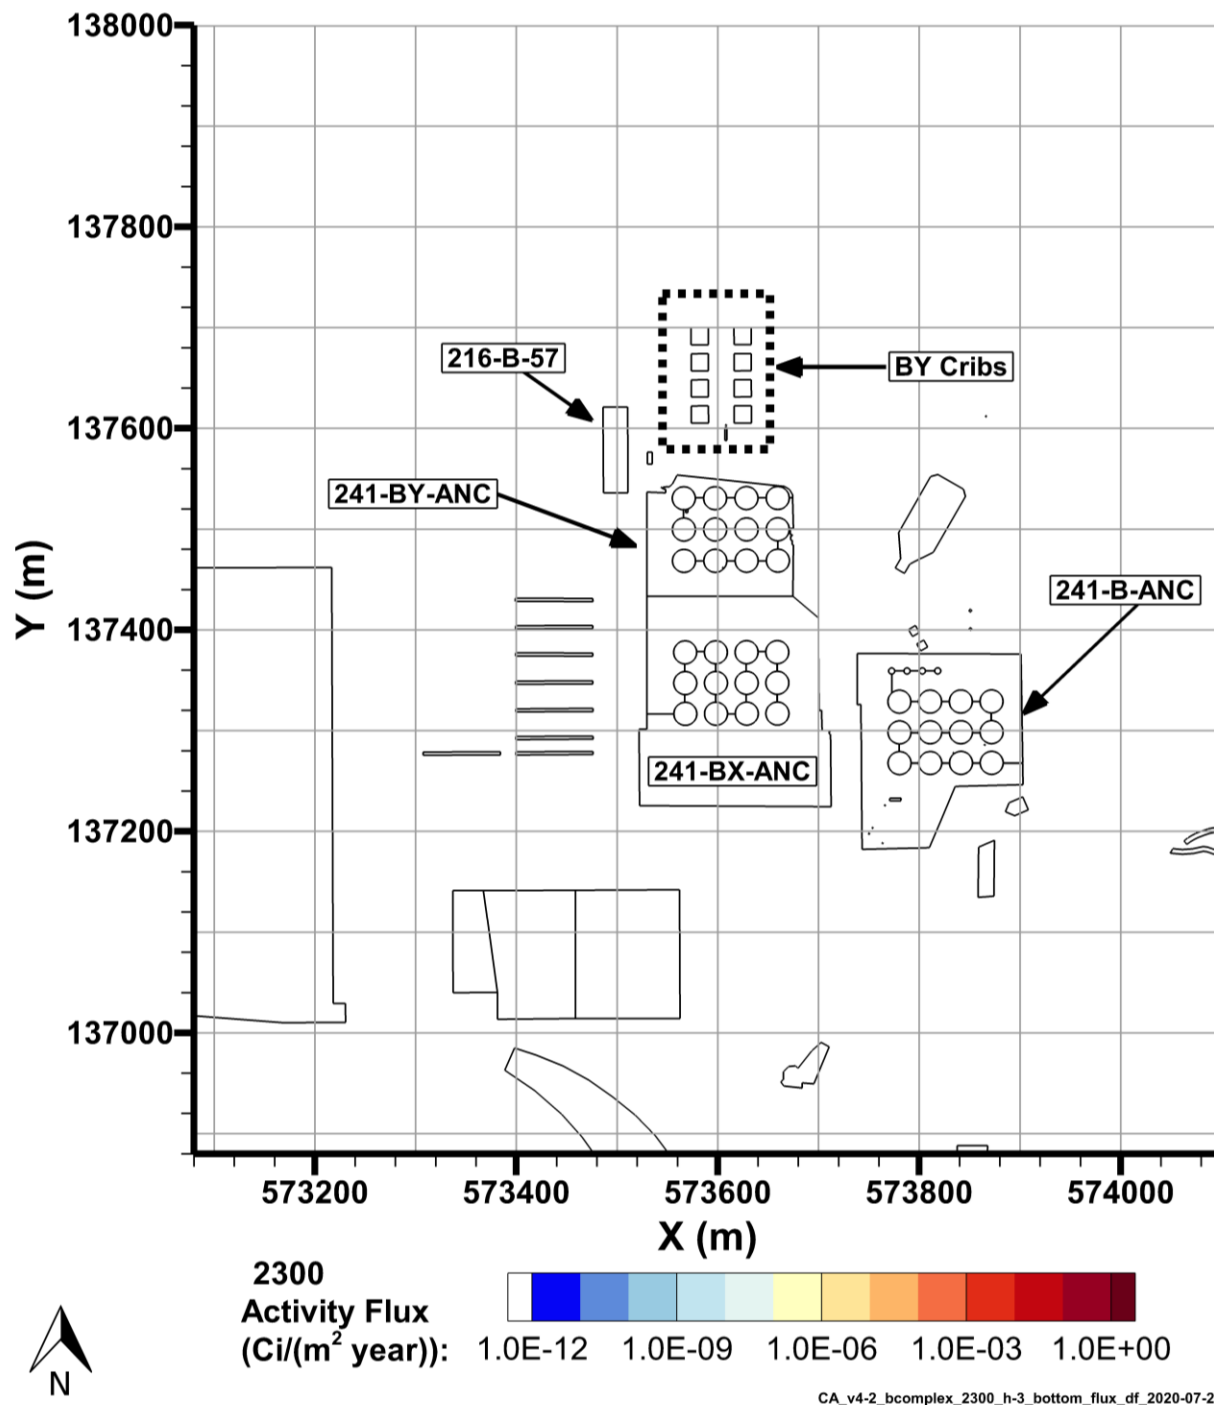 138000
137800
216-B-57
BY Cribs
137600
241-BY-ANC
241-B-ANC
Y (m)
137400
241-BX-ANC
137200
137000
573200 573400 573600 573800 574000
X (m)
2300
Activity Flux
(Ci/(m² year)):
1.0E-12 1.0E-09 1.0E-06 1.0E-03 1.0E+00
N
CA_v4-2_bcomplex_2300_h-3_bottom_flux_df_2020-07-2